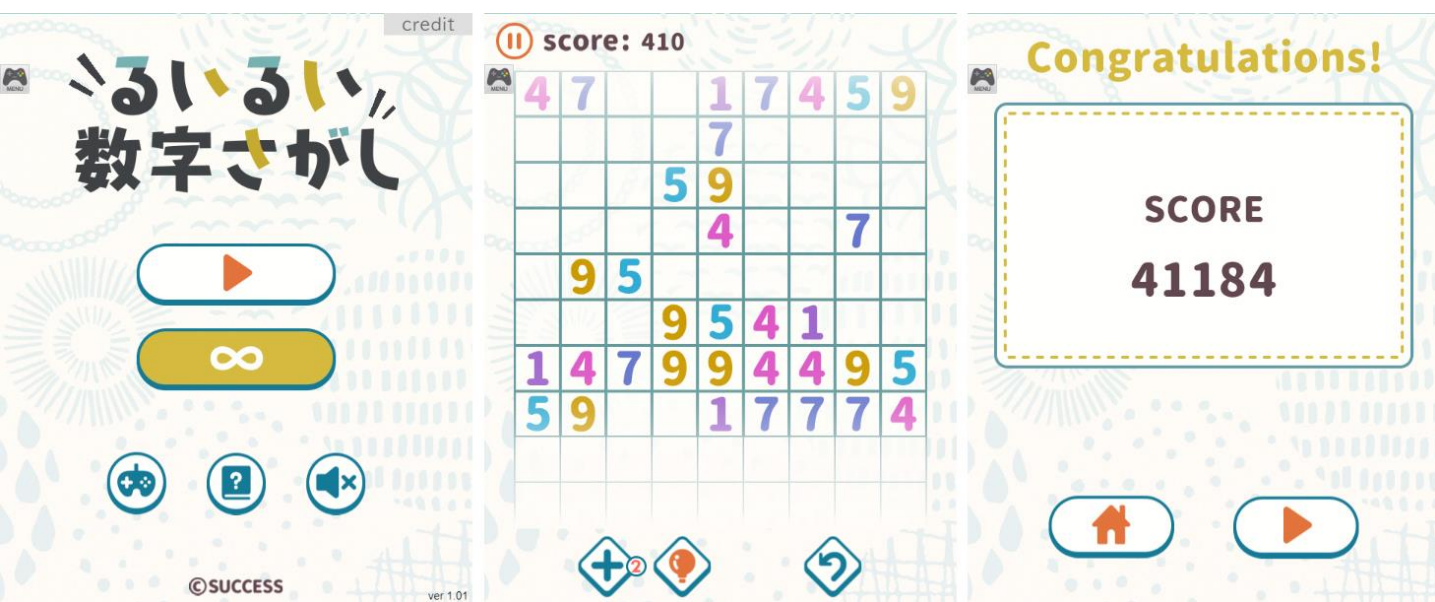 credit
MENU
るいるい
数字さがし
©SUCCESS
ver 1.01
score: 410
MENU
4 7 1 7 4 5 9
7
5 9
4 7
9 5
9 5 4 1
1 4 7 9 9 4 4 9 5
5 9 1 7 7 7 4
2
Congratulations!
MENU
SCORE
41184